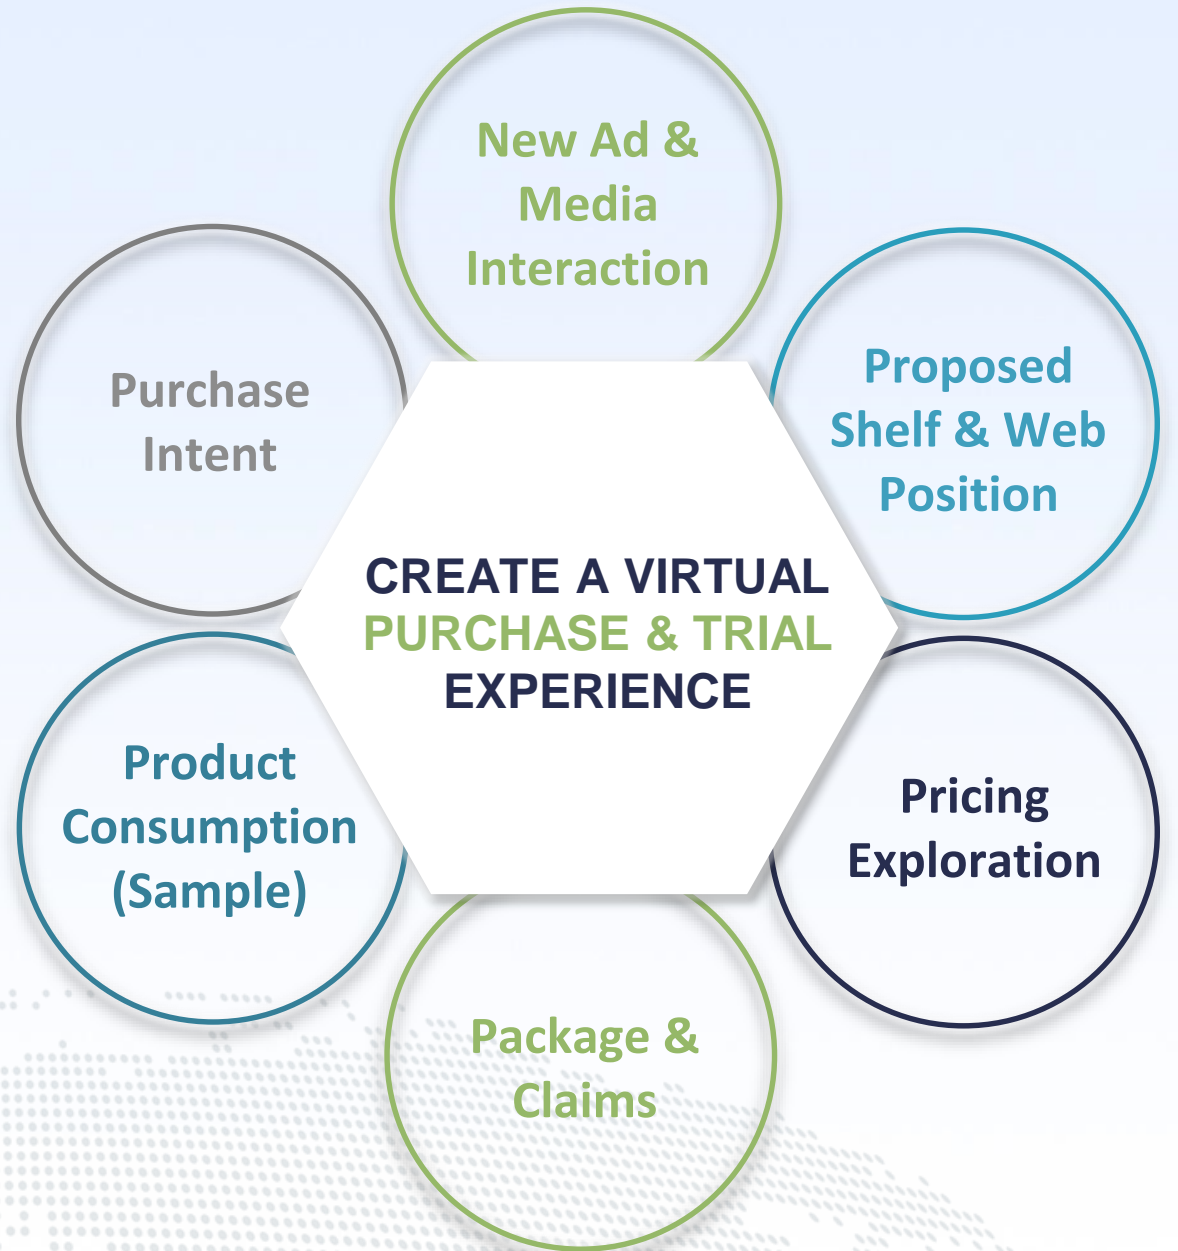 New Ad &
Media
Interaction
Proposed
Shelf & Web
Position
Pricing
Exploration
Package &
Claims
Product
Consumption
(Sample)
Purchase
Intent
CREATE A VIRTUAL
PURCHASE & TRIAL
EXPERIENCE